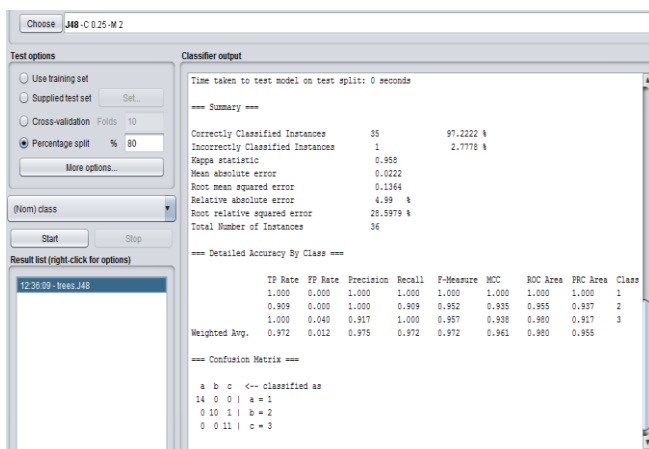 Choose J48 -C 0.25 -M 2
Test options
Use training set
Supplied test set Set...
Cross-validation Folds 10
Percentage split % 80
More options...
(Nom) class
Start Stop
Result list (right-click for options)
12:36:09 - trees.J48
Classifier output
Time taken to test model on test split: 0 seconds
=== Summary ===
Correctly Classified Instances 35 97.2222 %
Incorrectly Classified Instances 1 2.7778 %
Kappa statistic 0.958
Mean absolute error 0.0222
Root mean squared error 0.1364
Relative absolute error 4.99 %
Root relative squared error 28.5979 %
Total Number of Instances 36
=== Detailed Accuracy By Class ===
TP Rate FP Rate Precision Recall F-Measure MCC ROC Area PRC Area Class
1.000 0.000 1.000 1.000 1.000 1.000 1.000 1.000 1
0.909 0.000 1.000 0.909 0.952 0.935 0.955 0.937 2
1.000 0.040 0.917 1.000 0.957 0.938 0.980 0.917 3
Weighted Avg. 0.972 0.012 0.975 0.972 0.972 0.961 0.980 0.955
=== Confusion Matrix ===
a b c <-- classified as
14 0 0 | a = 1
0 10 1 | b = 2
0 0 11 | c = 3